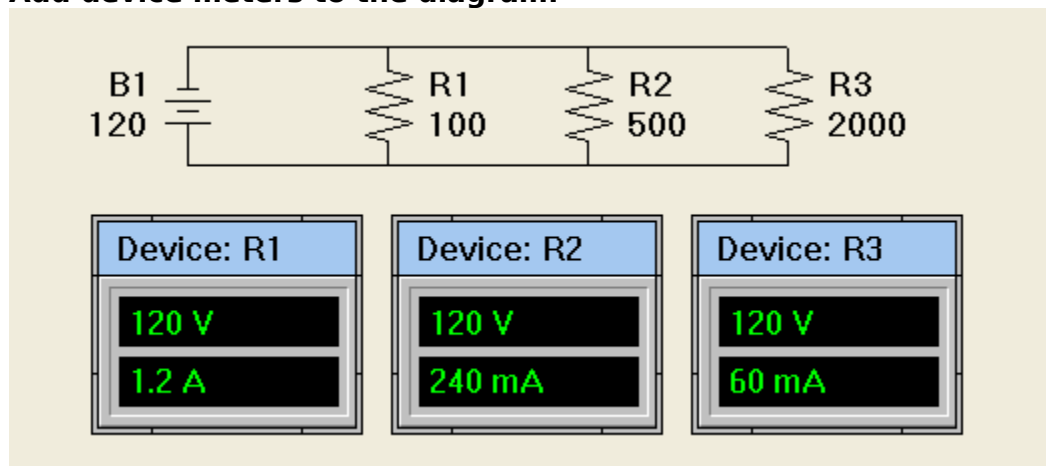 Add device meters to the diagram.
B1
120
R1
100
R2
500
R3
2000
Device: R1
Device: R2
Device: R3
120 V
120 V
120 V
1.2 A
240 mA
60 mA